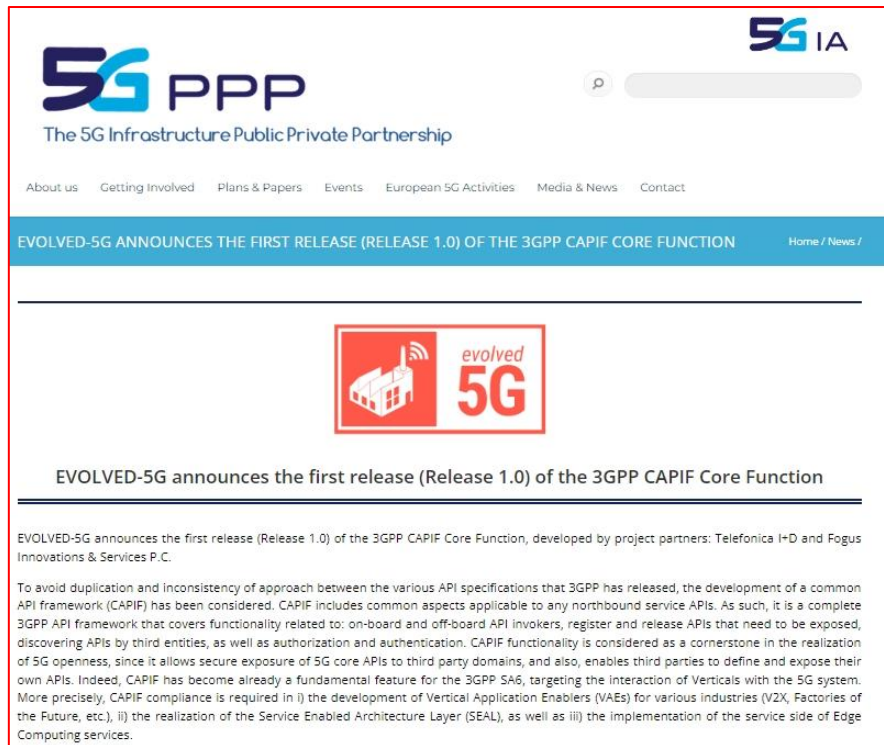 5G IA
5G PPP
The 5G Infrastructure Public Private Partnership
About us Getting Involved Plans & Papers Events European 5G Activities Media & News Contact
EVOLVED-5G ANNOUNCES THE FIRST RELEASE (RELEASE 1.0) OF THE 3GPP CAPIF CORE FUNCTION Home / News /
evolved
5G
EVOLVED-5G announces the first release (Release 1.0) of the 3GPP CAPIF Core Function
EVOLVED-5G announces the first release (Release 1.0) of the 3GPP CAPIF Core Function, developed by project partners: Telefonica I+D and Fogus
Innovations & Services P.C.
To avoid duplication and inconsistency of approach between the various API specifications that 3GPP has released, the development of a common
API framework (CAPIF) has been considered. CAPIF includes common aspects applicable to any northbound service APIs. As such, it is a complete
3GPP API framework that covers functionality related to: on-board and off-board API invokers, register and release APIs that need to be exposed,
discovering APIs by third entities, as well as authorization and authentication. CAPIF functionality is considered as a cornerstone in the realization
of 5G openness, since it allows secure exposure of 5G core APIs to third party domains, and also, enables third parties to define and expose their
own APIs. Indeed, CAPIF has become already a fundamental feature for the 3GPP SA6, targeting the interaction of Verticals with the 5G system.
More precisely, CAPIF compliance is required in i) the development of Vertical Application Enablers (VAEs) for various industries (V2X, Factories of
the Future, etc.), ii) the realization of the Service Enabled Architecture Layer (SEAL), as well as iii) the implementation of the service side of Edge
Computing services.